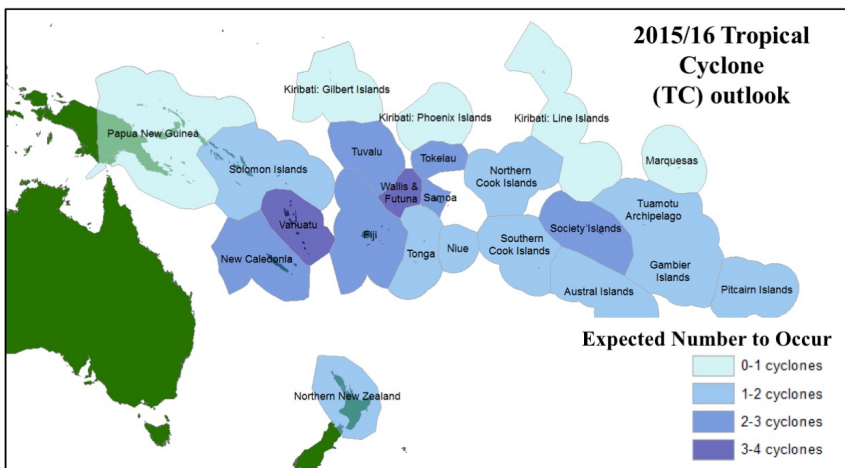 2015/16 Tropical
Cyclone
(TC) outlook
Kiribati: Gilbert Islands
Kiribati: Phoenix Islands
Kiribati: Line Islands
Papua New Guinea
Tuvalu
Tokelau
Marquesas
Solomon Islands
Wallis &
Futuna
Samoa
Northern
Cook Islands
Tuamotu
Archipelago
Vanuatu
Fiji
Society Islands
New Caledonia
Tonga
Niue
Southern
Cook Islands
Gambier Islands
Austral Islands
Pitcairn Islands
Northern New Zealand
Expected Number to Occur
0-1 cyclones
1-2 cyclones
2-3 cyclones
3-4 cyclones